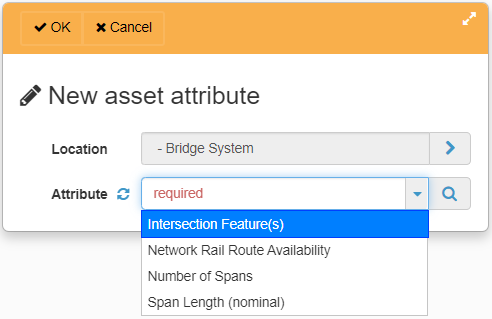 OK Cancel
New asset attribute
Location - Bridge System
Attribute required
Intersection Feature(s)
Network Rail Route Availability
Number of Spans
Span Length (nominal)